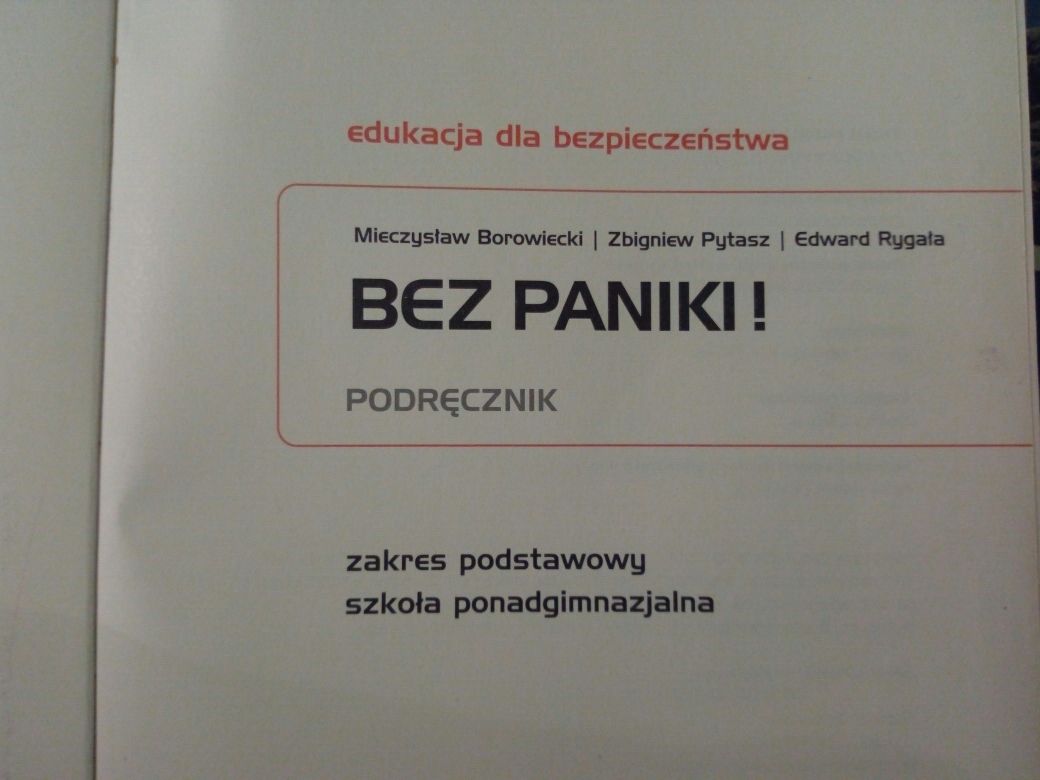 edukacja dla bezpieczeństwa
Mieczysław Borowiecki | Zbigniew Pytasz | Edward Rygała
BEZ PANIKI!
PODRĘCZNIK
zakres podstawowy
szkoła ponadgimnazjalna